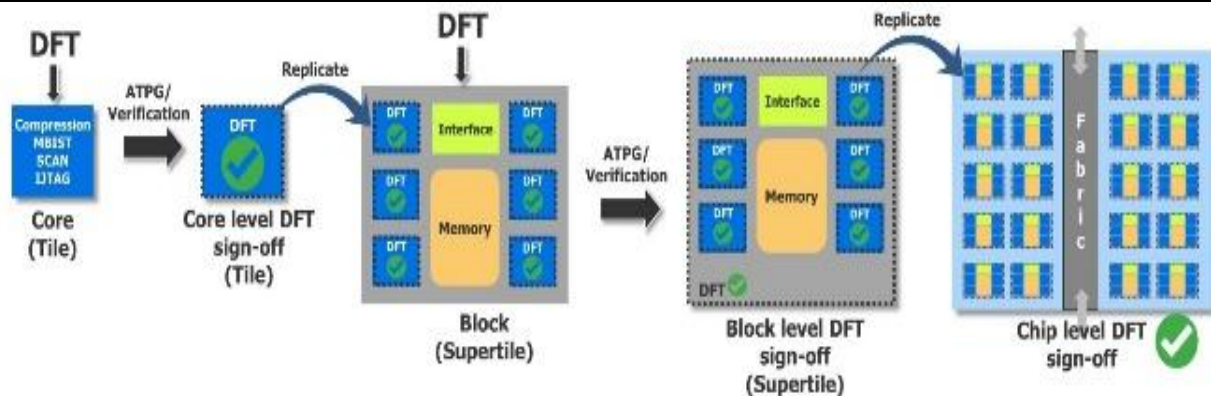 DFT
Compression
MBIST
SCAN
IJTAG
Core
(Tile)
ATPG/
Verification
DFT
Core level DFT
sign-off
(Tile)
Replicate
DFT
DFT
Interface
DFT
DFT
DFT
Memory
DFT
DFT
Block
(Supertile)
ATPG/
Verification
DFT
Interface
DFT
DFT
DFT
Memory
DFT
DFT
DFT
Block level DFT
sign-off
(Supertile)
Replicate
Fabric
Chip level DFT
sign-off